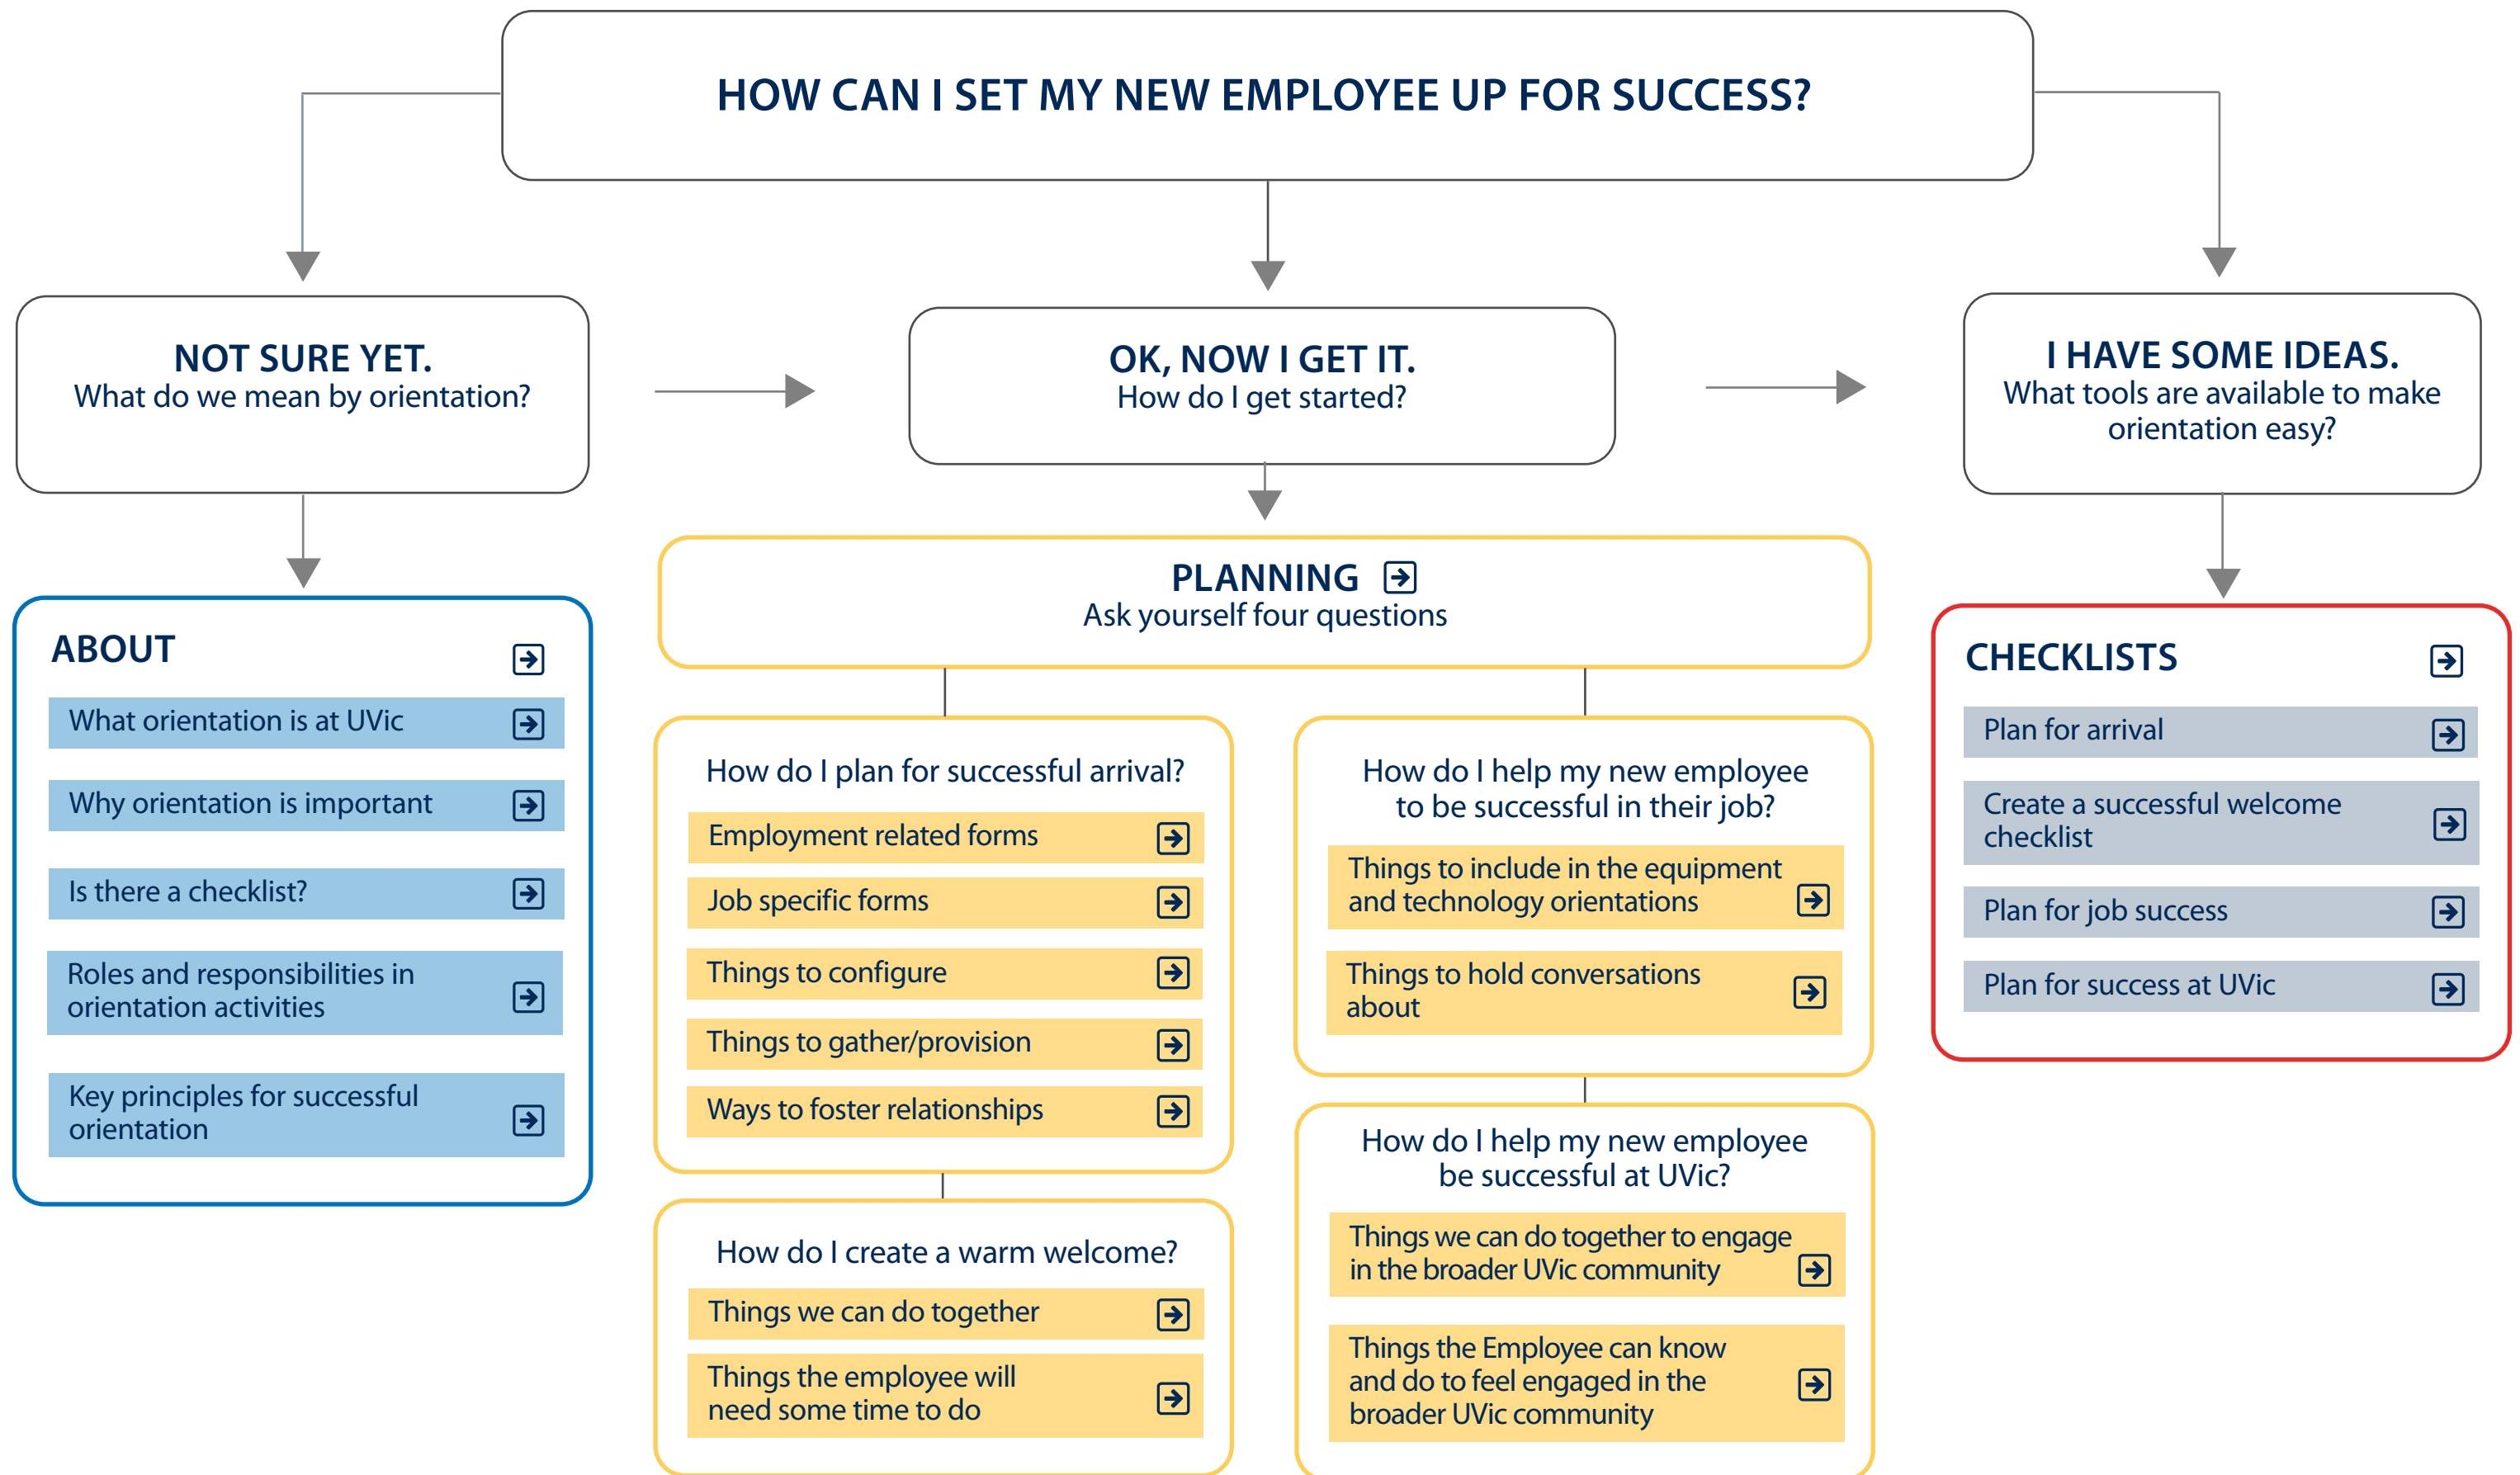 HOW CAN I SET MY NEW EMPLOYEE UP FOR SUCCESS?
NOT SURE YET.
What do we mean by orientation?
OK, NOW I GET IT.
How do I get started?
I HAVE SOME IDEAS.
What tools are available to make
orientation easy?
ABOUT
What orientation is at UVic
Why orientation is important
Is there a checklist?
Roles and responsibilities in
orientation activities
Key principles for successful
orientation
PLANNING
Ask yourself four questions
How do I plan for successful arrival?
Employment related forms
Job specific forms
Things to configure
Things to gather/provision
Ways to foster relationships
How do I create a warm welcome?
Things we can do together
Things the employee will
need some time to do
How do I help my new employee
to be successful in their job?
Things to include in the equipment
and technology orientations
Things to hold conversations
about
How do I help my new employee
be successful at UVic?
Things we can do together to engage
in the broader UVic community
Things the Employee can know
and do to feel engaged in the
broader UVic community
CHECKLISTS
Plan for arrival
Create a successful welcome
checklist
Plan for job success
Plan for success at UVic